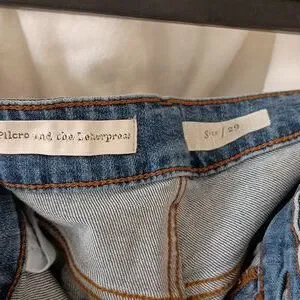 Pilcro and the Letterpress
Size / 29